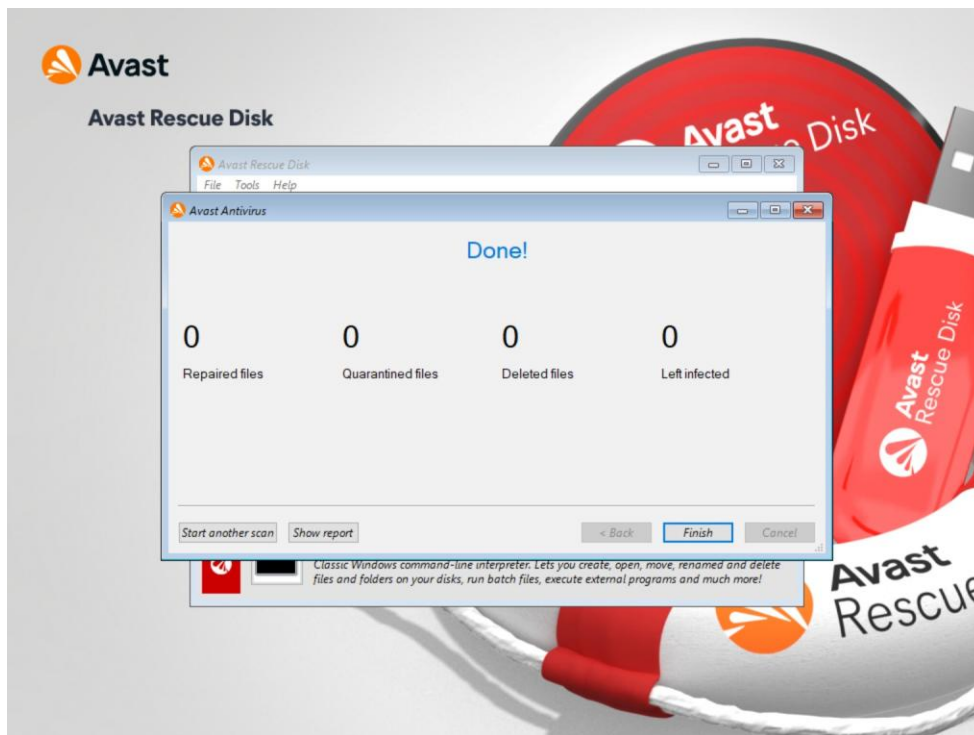 Avast
Avast Rescue Disk
Avast
Rescue Disk
Avast Rescue Disk
File Tools Help
Avast Antivirus
Done!
0 0 0 0
Repaired files Quarantined files Deleted files Left infected
Avast
Rescue Disk
Start another scan Show report < Back Finish Cancel
Classic Windows command-line interpreter. Lets you create, open, move, renamed and delete
files and folders on your disks, run batch files, execute external programs and much more!
Avast